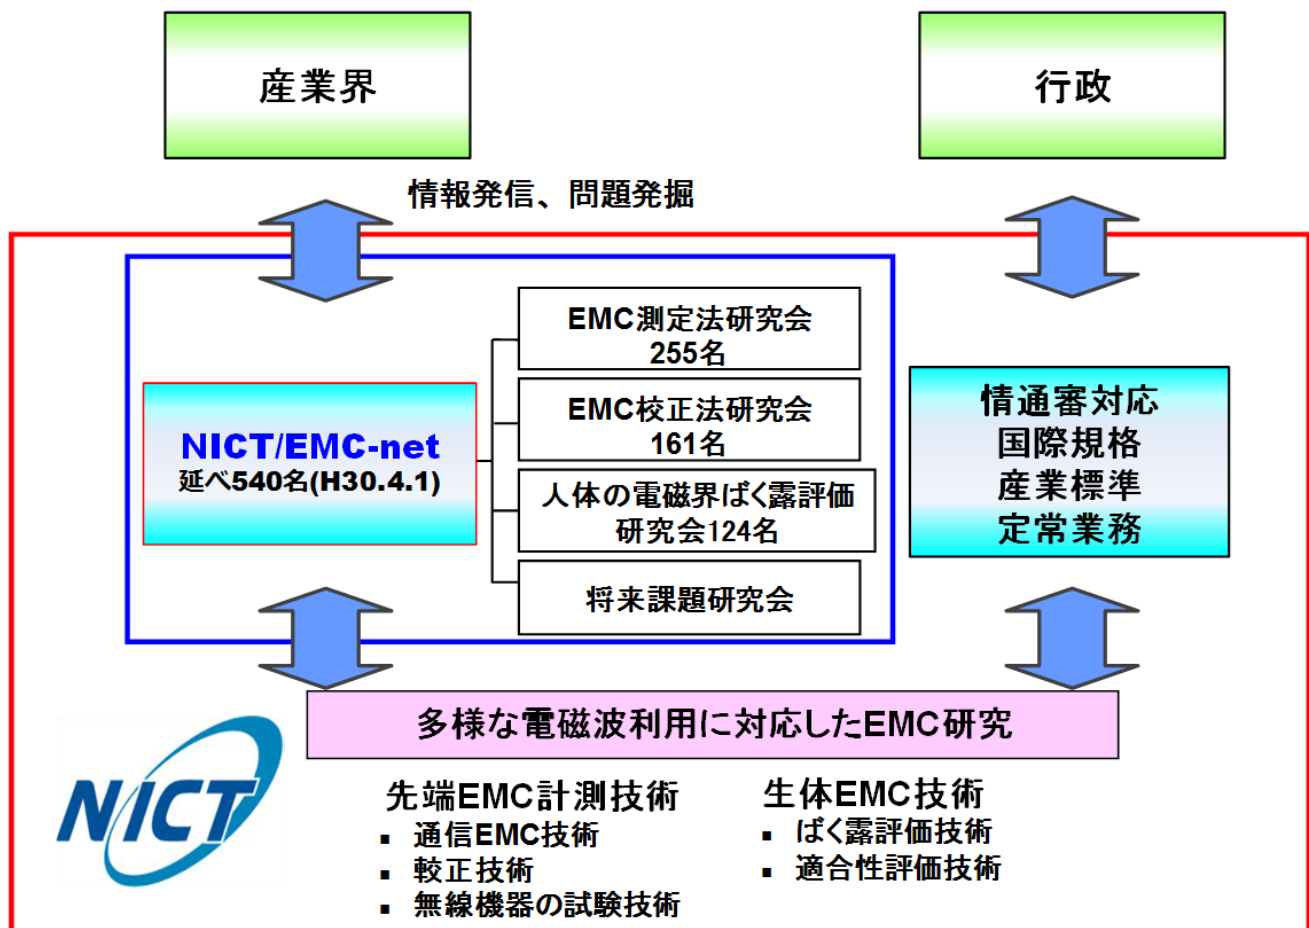 産業界
行政
情報発信、問題発掘
EMC測定法研究会
255名
EMC校正法研究会
161名
NICT/EMC-net
延べ540名(H30.4.1)
人体の電磁界ばく露評価
研究会124名
将来課題研究会
情通審対応
国際規格
産業標準
定常業務
多様な電磁波利用に対応したEMC研究
NICT
先端EMC計測技術
▪ 通信EMC技術
▪ 較正技術
▪ 無線機器の試験技術
生体EMC技術
▪ ばく露評価技術
▪ 適合性評価技術